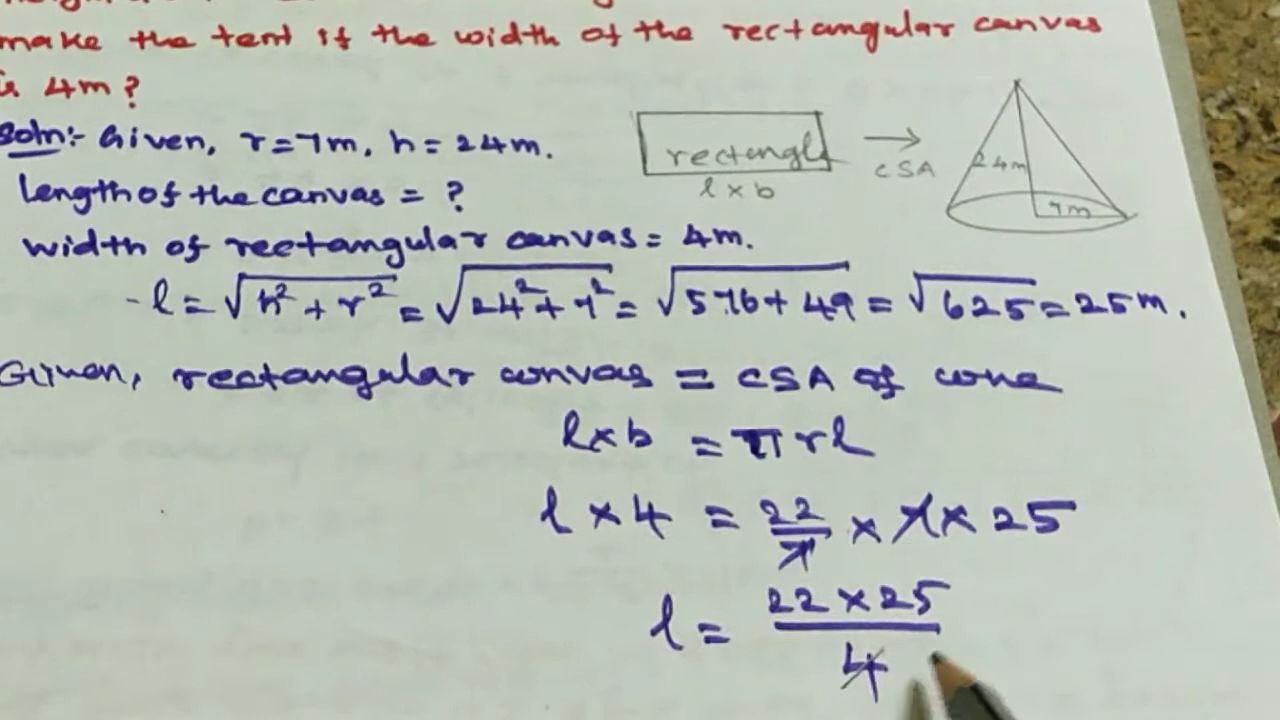 make the tent if the width of the rectangular canvas
is 4m?
Soln:- Given, r=7m, h=24m.
rectangle
l x b
→
CSA
24m
7m
Length of the canvas = ?
width of rectangular canvas = 4m.
l = √h²+r² = √24²+7² = √576+49 = √625 = 25m.
Given, rectangular canvas = CSA of cone
l×b = πrl
l × 4 = 22/7 × 7 × 25
l = 22×25/4